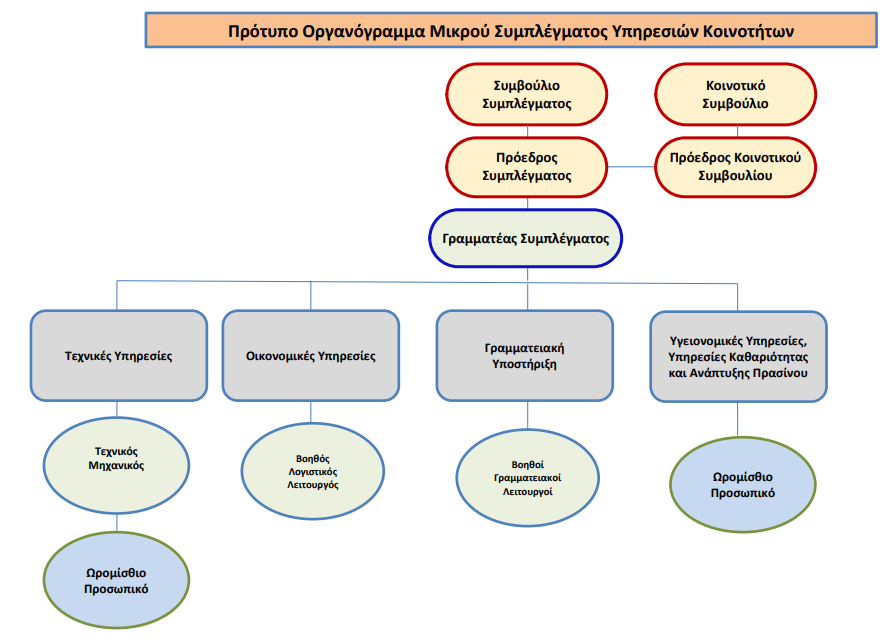 Πρότυπο Οργανόγραμμα Μικρού Συμπλέγματος Υπηρεσιών Κοινοτήτων
Συμβούλιο
Συμπλέγματος
Κοινοτικό
Συμβούλιο
Πρόεδρος
Συμπλέγματος
Πρόεδρος Κοινοτικού
Συμβουλίου
Γραμματέας Συμπλέγματος
Τεχνικές Υπηρεσίες
Οικονομικές Υπηρεσίες
Γραμματειακή
Υποστήριξη
Υγειονομικές Υπηρεσίες,
Υπηρεσίες Καθαριότητας
και Ανάπτυξης Πρασίνου
Τεχνικός
Μηχανικός
Βοηθός
Λογιστικός
Λειτουργός
Βοηθοί
Γραμματειακοί
Λειτουργοί
Ωρομίσθιο
Προσωπικό
Ωρομίσθιο
Προσωπικό